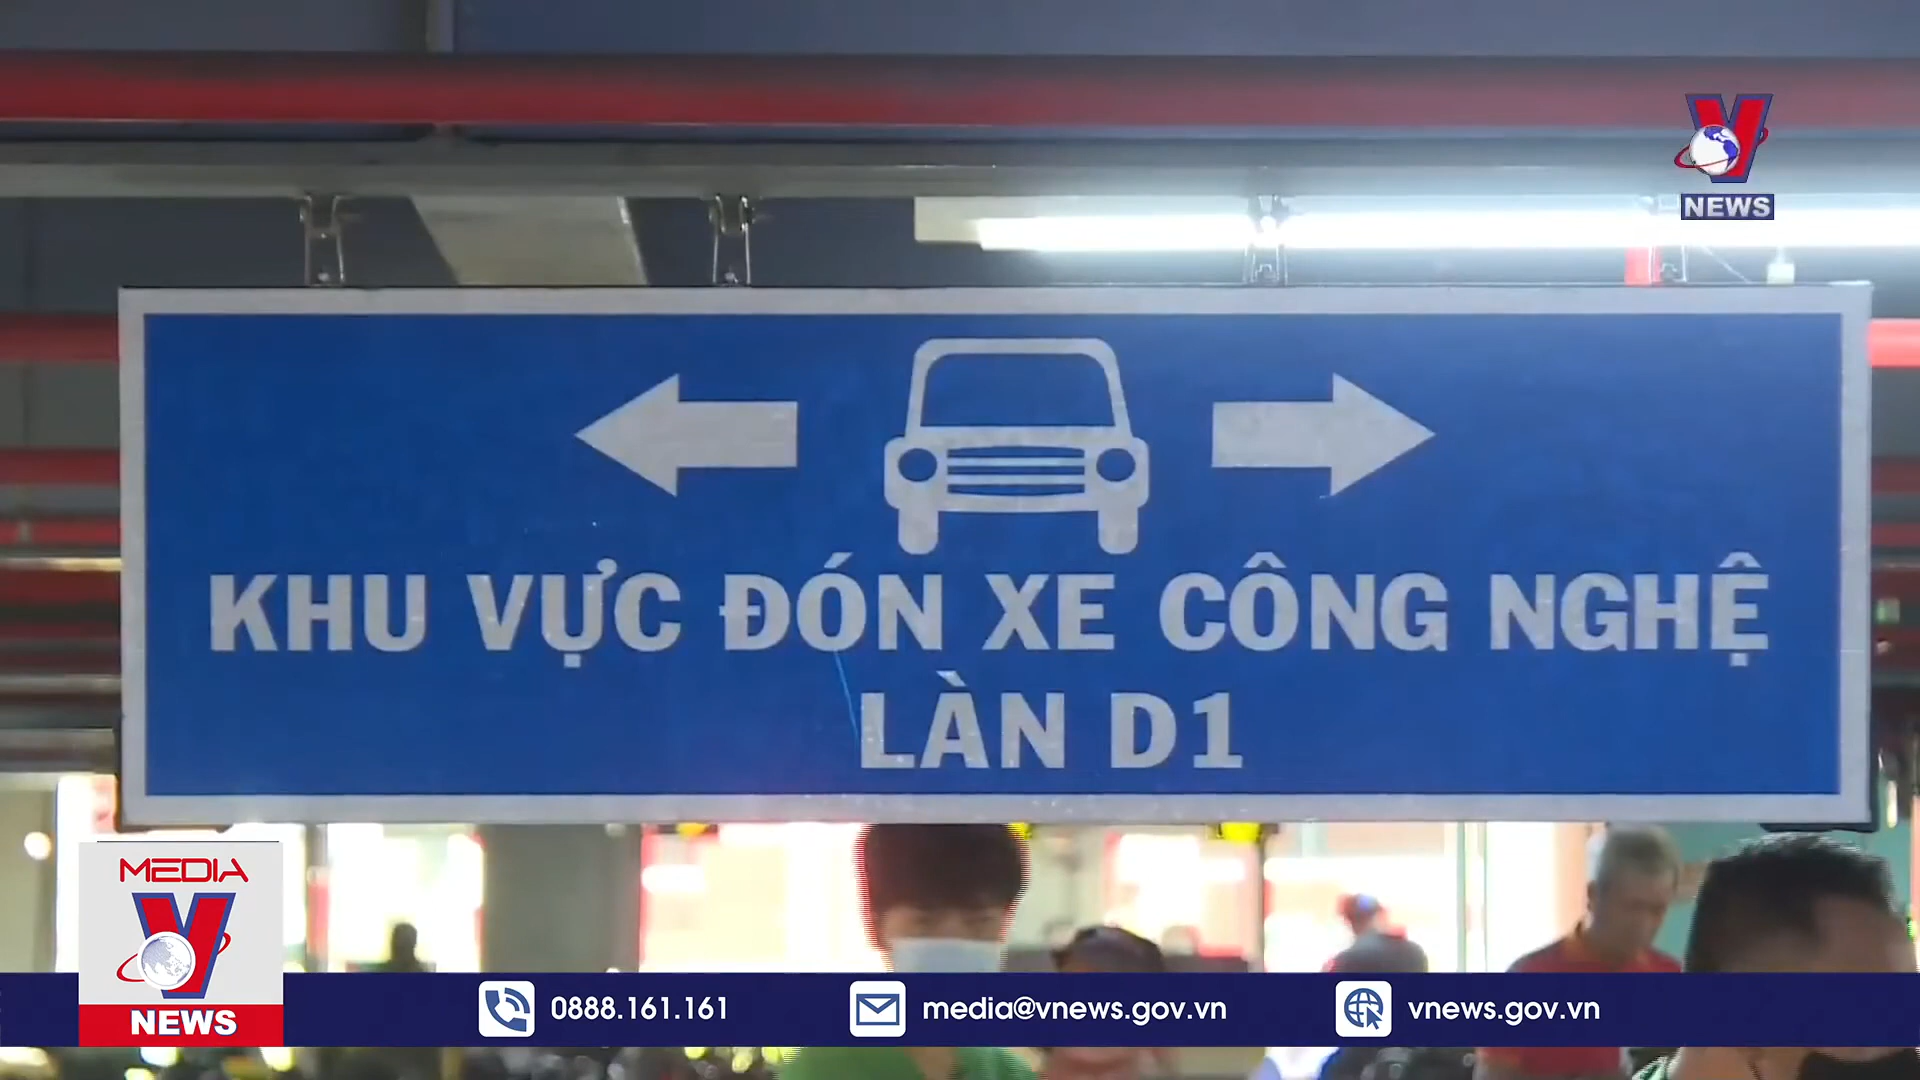 V
NEWS
KHU VỰC ĐÓN XE CÔNG NGHỆ
LÀN D1
MEDIA
V
NEWS
0888.161.161
media@vnews.gov.vn
vnews.gov.vn